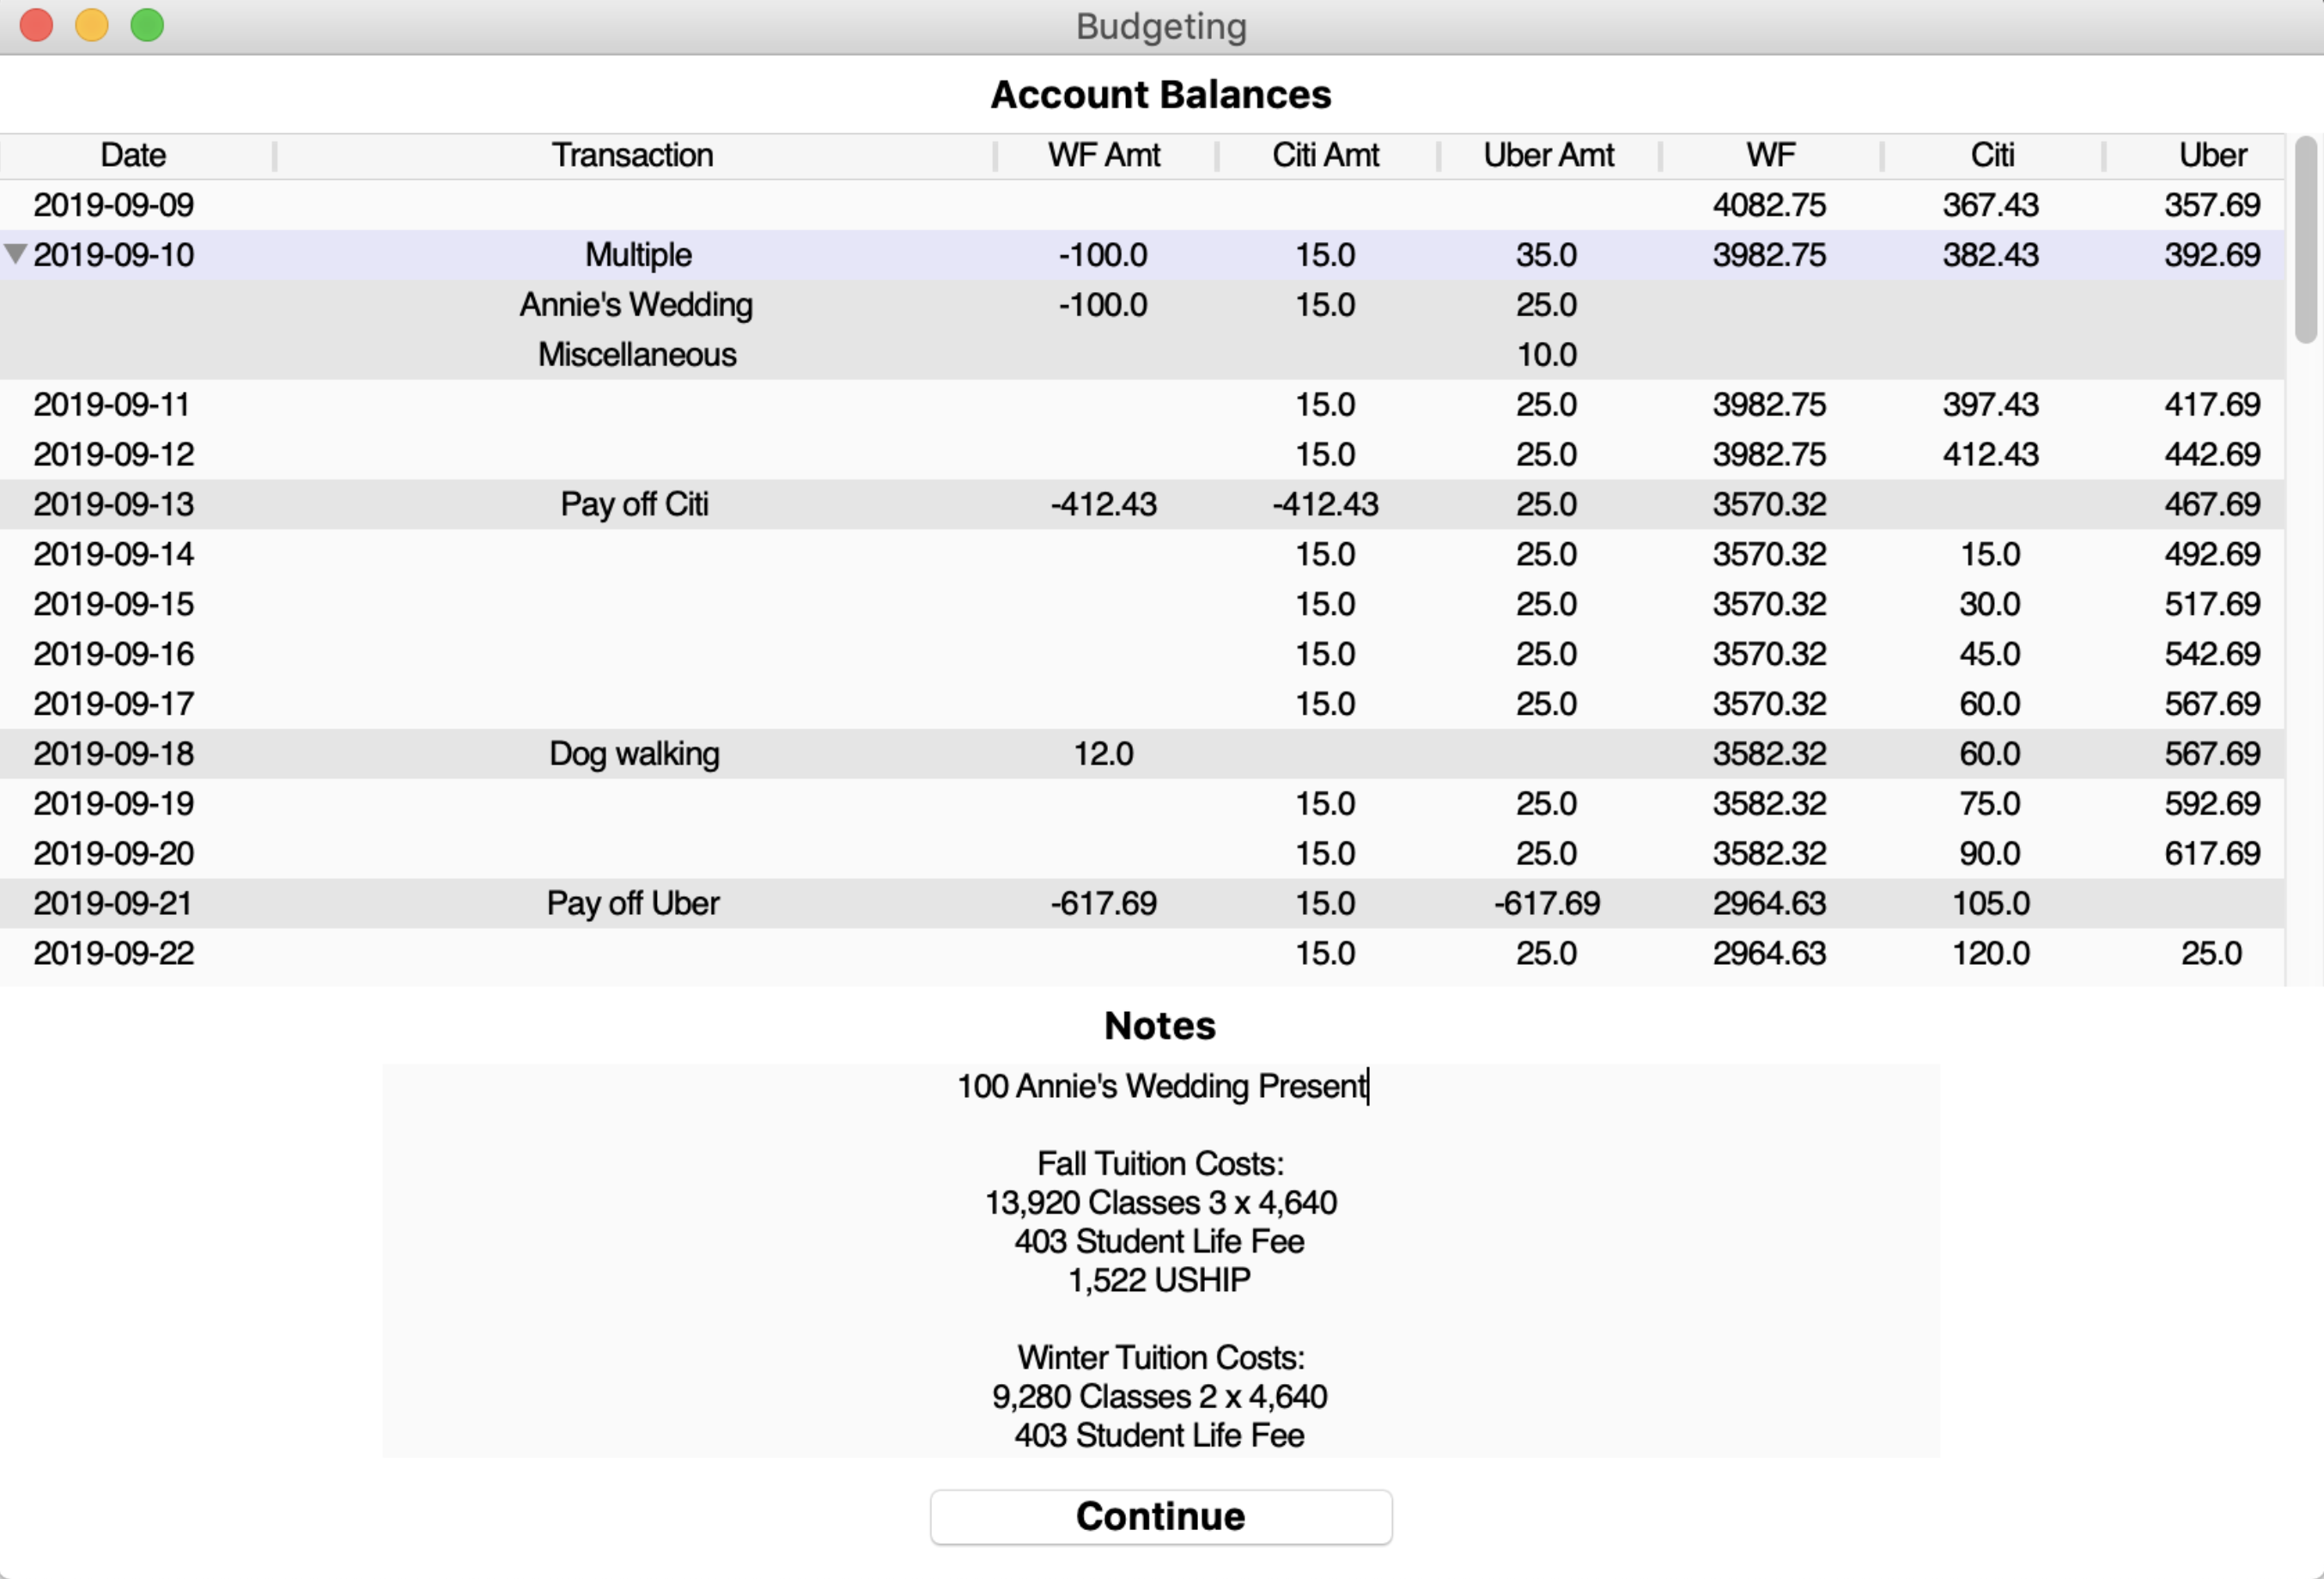 Budgeting
Account Balances
Date Transaction WF Amt Citi Amt Uber Amt WF Citi Uber
2019-09-09 4082.75 367.43 357.69
2019-09-10 Multiple -100.0 15.0 35.0 3982.75 382.43 392.69
Annie's Wedding -100.0 15.0 25.0
Miscellaneous 10.0
2019-09-11 15.0 25.0 3982.75 397.43 417.69
2019-09-12 15.0 25.0 3982.75 412.43 442.69
2019-09-13 Pay off Citi -412.43 -412.43 25.0 3570.32 467.69
2019-09-14 15.0 25.0 3570.32 15.0 492.69
2019-09-15 15.0 25.0 3570.32 30.0 517.69
2019-09-16 15.0 25.0 3570.32 45.0 542.69
2019-09-17 15.0 25.0 3570.32 60.0 567.69
2019-09-18 Dog walking 12.0 3582.32 60.0 567.69
2019-09-19 15.0 25.0 3582.32 75.0 592.69
2019-09-20 15.0 25.0 3582.32 90.0 617.69
2019-09-21 Pay off Uber -617.69 15.0 -617.69 2964.63 105.0
2019-09-22 15.0 25.0 2964.63 120.0 25.0
Notes
100 Annie's Wedding Present
Fall Tuition Costs:
13,920 Classes 3 x 4,640
403 Student Life Fee
1,522 USHIP
Winter Tuition Costs:
9,280 Classes 2 x 4,640
403 Student Life Fee
Continue